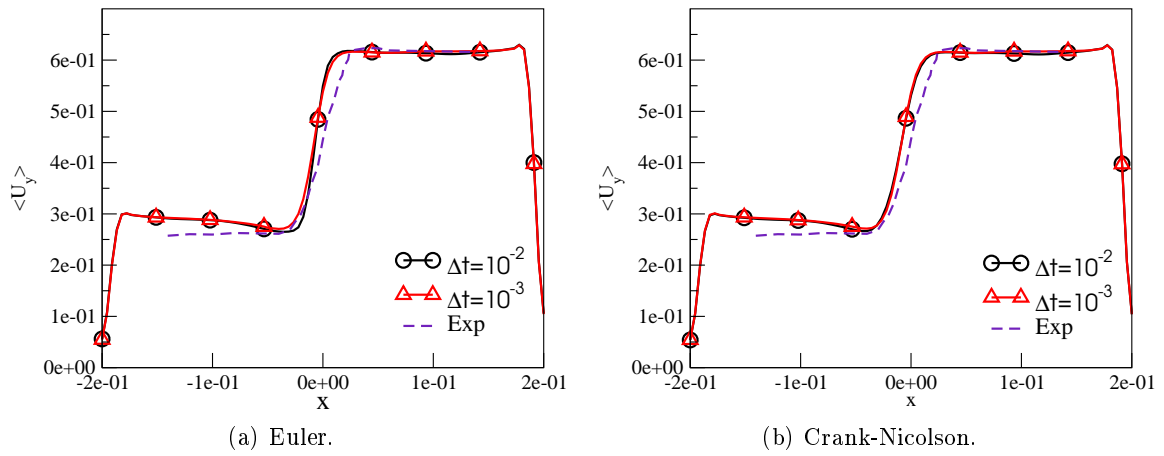 6e-01
5e-01
4e-01
3e-01
2e-01
1e-01
0e+00
<U_y>
Δt=10^-2
Δt=10^-3
Exp
-2e-01 -1e-01 0e+00 1e-01 2e-01
x
(a) Euler.
6e-01
5e-01
4e-01
3e-01
2e-01
1e-01
0e+00
<U_y>
Δt=10^-2
Δt=10^-3
Exp
-2e-01 -1e-01 0e+00 1e-01 2e-01
x
(b) Crank-Nicolson.